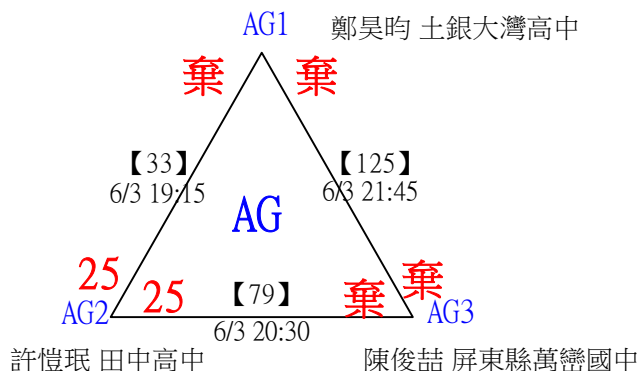 AG1 鄭昊昀 土銀大灣高中
棄 棄
【33】 【125】
6/3 19:15 6/3 21:45
AG
25 棄
25 【79】 棄
AG2 AG3
6/3 20:30
許愷珉 田中高中 陳俊喆 屏東縣萬巒國中